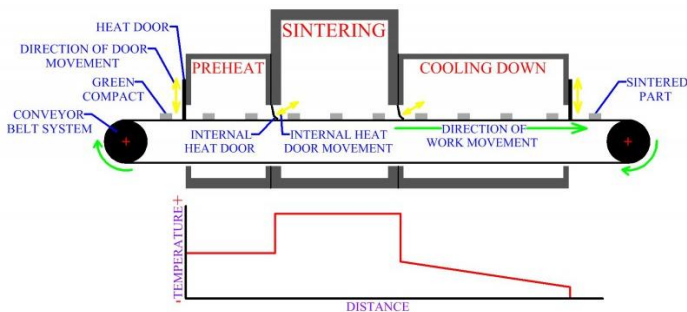 HEAT DOOR
DIRECTION OF DOOR
MOVEMENT
GREEN
COMPACT
CONVEYOR
BELT SYSTEM
PREHEAT
SINTERING
COOLING DOWN
SINTERED
PART
INTERNAL
HEAT DOOR
INTERNAL HEAT
DOOR MOVEMENT
DIRECTION OF
WORK MOVEMENT
-TEMPERATURE+
DISTANCE